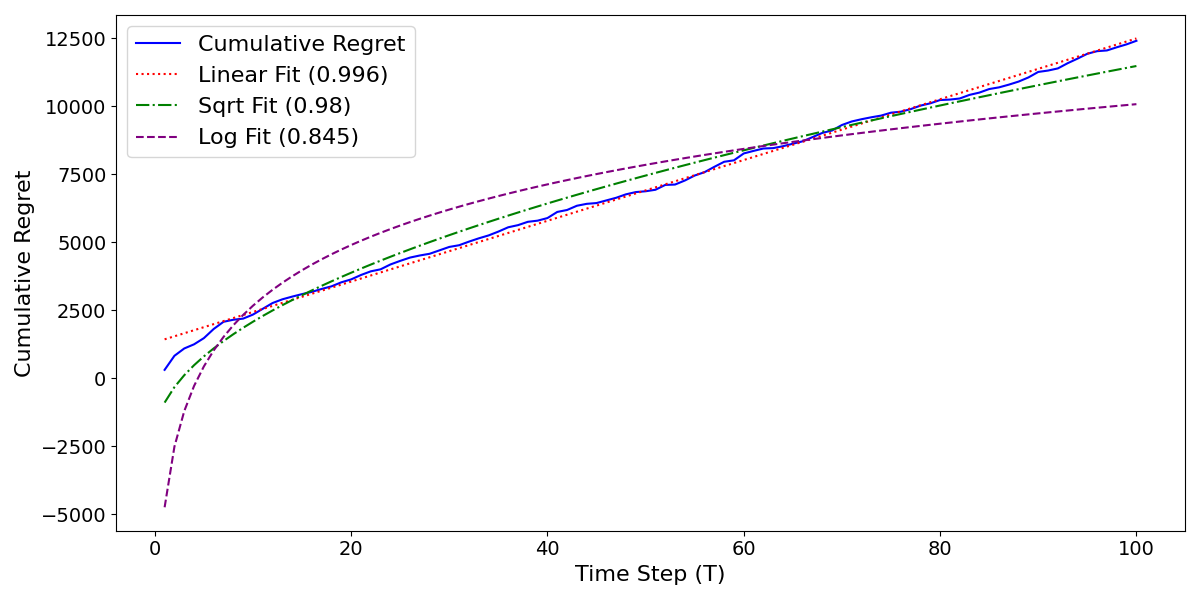 Cumulative Regret
Linear Fit (0.996)
Sqrt Fit (0.98)
Log Fit (0.845)
Cumulative Regret
12500
10000
7500
5000
2500
0
−2500
−5000
0 20 40 60 80 100
Time Step (T)